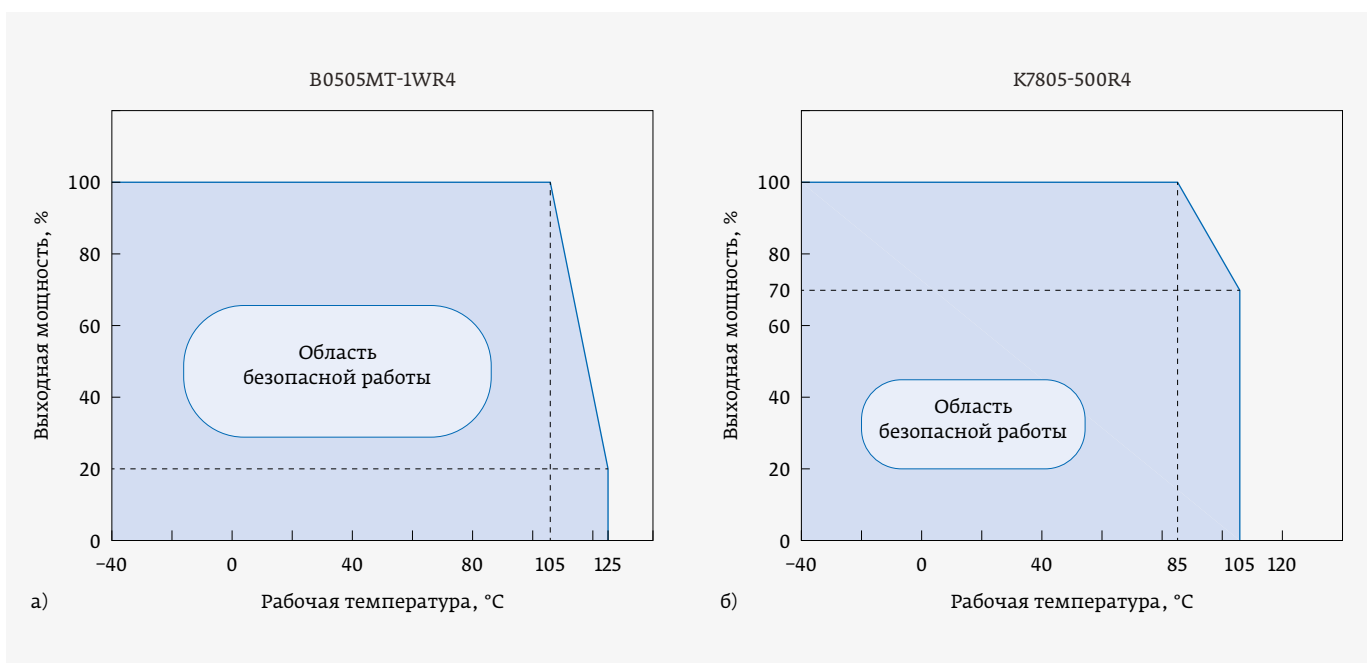 B0505MT-1WR4
Выходная мощность, %
100
80
60
40
20
0
Область
безопасной работы
−40
0
40
80
105
125
Рабочая температура, °C
а)
K7805-500R4
Выходная мощность, %
100
80
70
60
40
20
0
Область
безопасной работы
−40
0
40
85
105
120
Рабочая температура, °C
б)